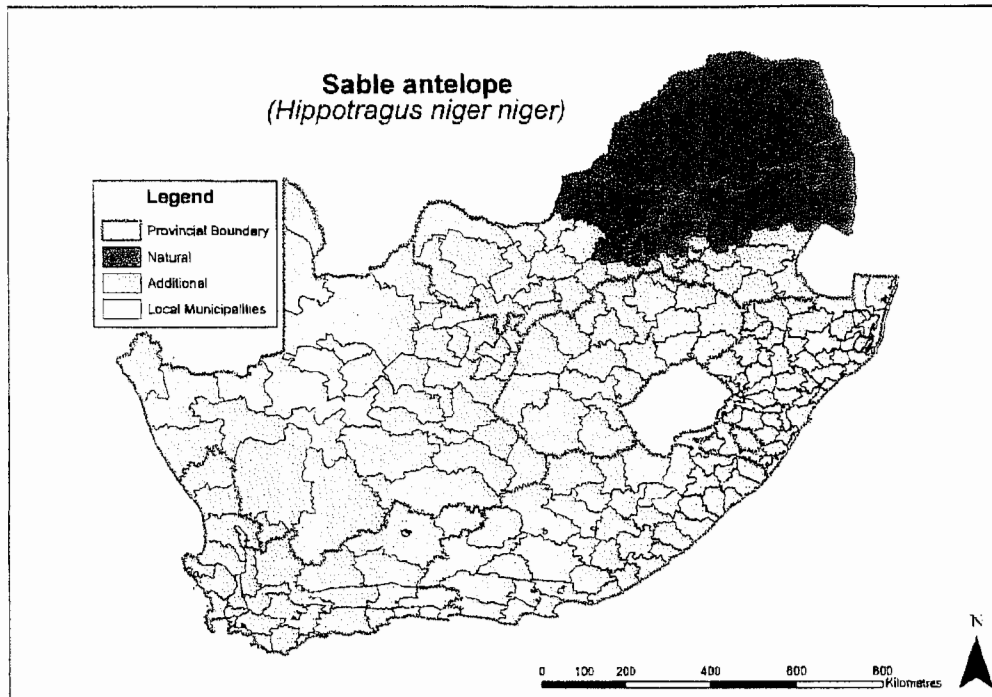 Sable antelope
(Hippotragus niger niger)
Legend
Provincial Boundary
Natural
Additional
Local Municipalities
N
0 100 200 400 600 800
Kilometres